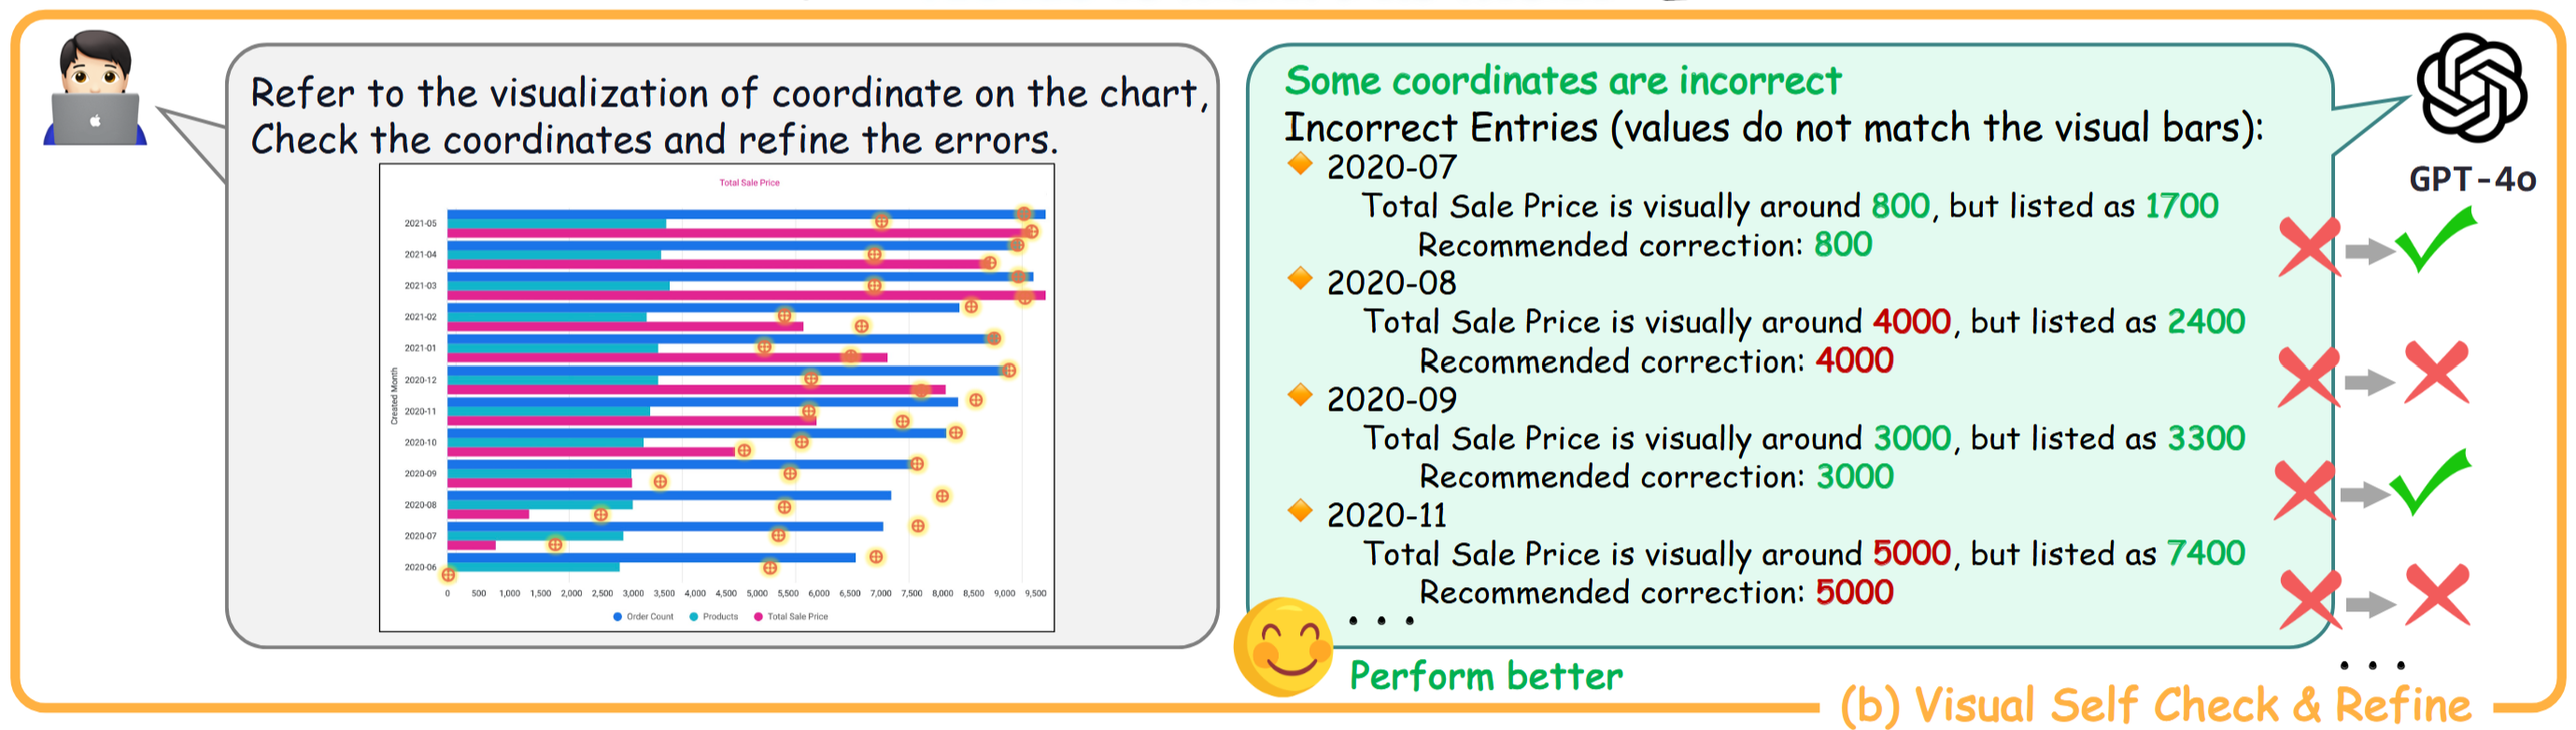 Refer to the visualization of coordinate on the chart,
Check the coordinates and refine the errors.
Total Sale Price
Created Month
2021-05
2021-04
2021-03
2021-02
2021-01
2020-12
2020-11
2020-10
2020-09
2020-08
2020-07
2020-06
0 500 1,000 1,500 2,000 2,500 3,000 3,500 4,000 4,500 5,000 5,500 6,000 6,500 7,000 7,500 8,000 8,500 9,000 9,500
Order Count Products Total Sale Price
Some coordinates are incorrect
Incorrect Entries (values do not match the visual bars):
2020-07
Total Sale Price is visually around 800, but listed as 1700
Recommended correction: 800
2020-08
Total Sale Price is visually around 4000, but listed as 2400
Recommended correction: 4000
2020-09
Total Sale Price is visually around 3000, but listed as 3300
Recommended correction: 3000
2020-11
Total Sale Price is visually around 5000, but listed as 7400
Recommended correction: 5000
...
Perform better
GPT-4o
...
(b) Visual Self Check & Refine